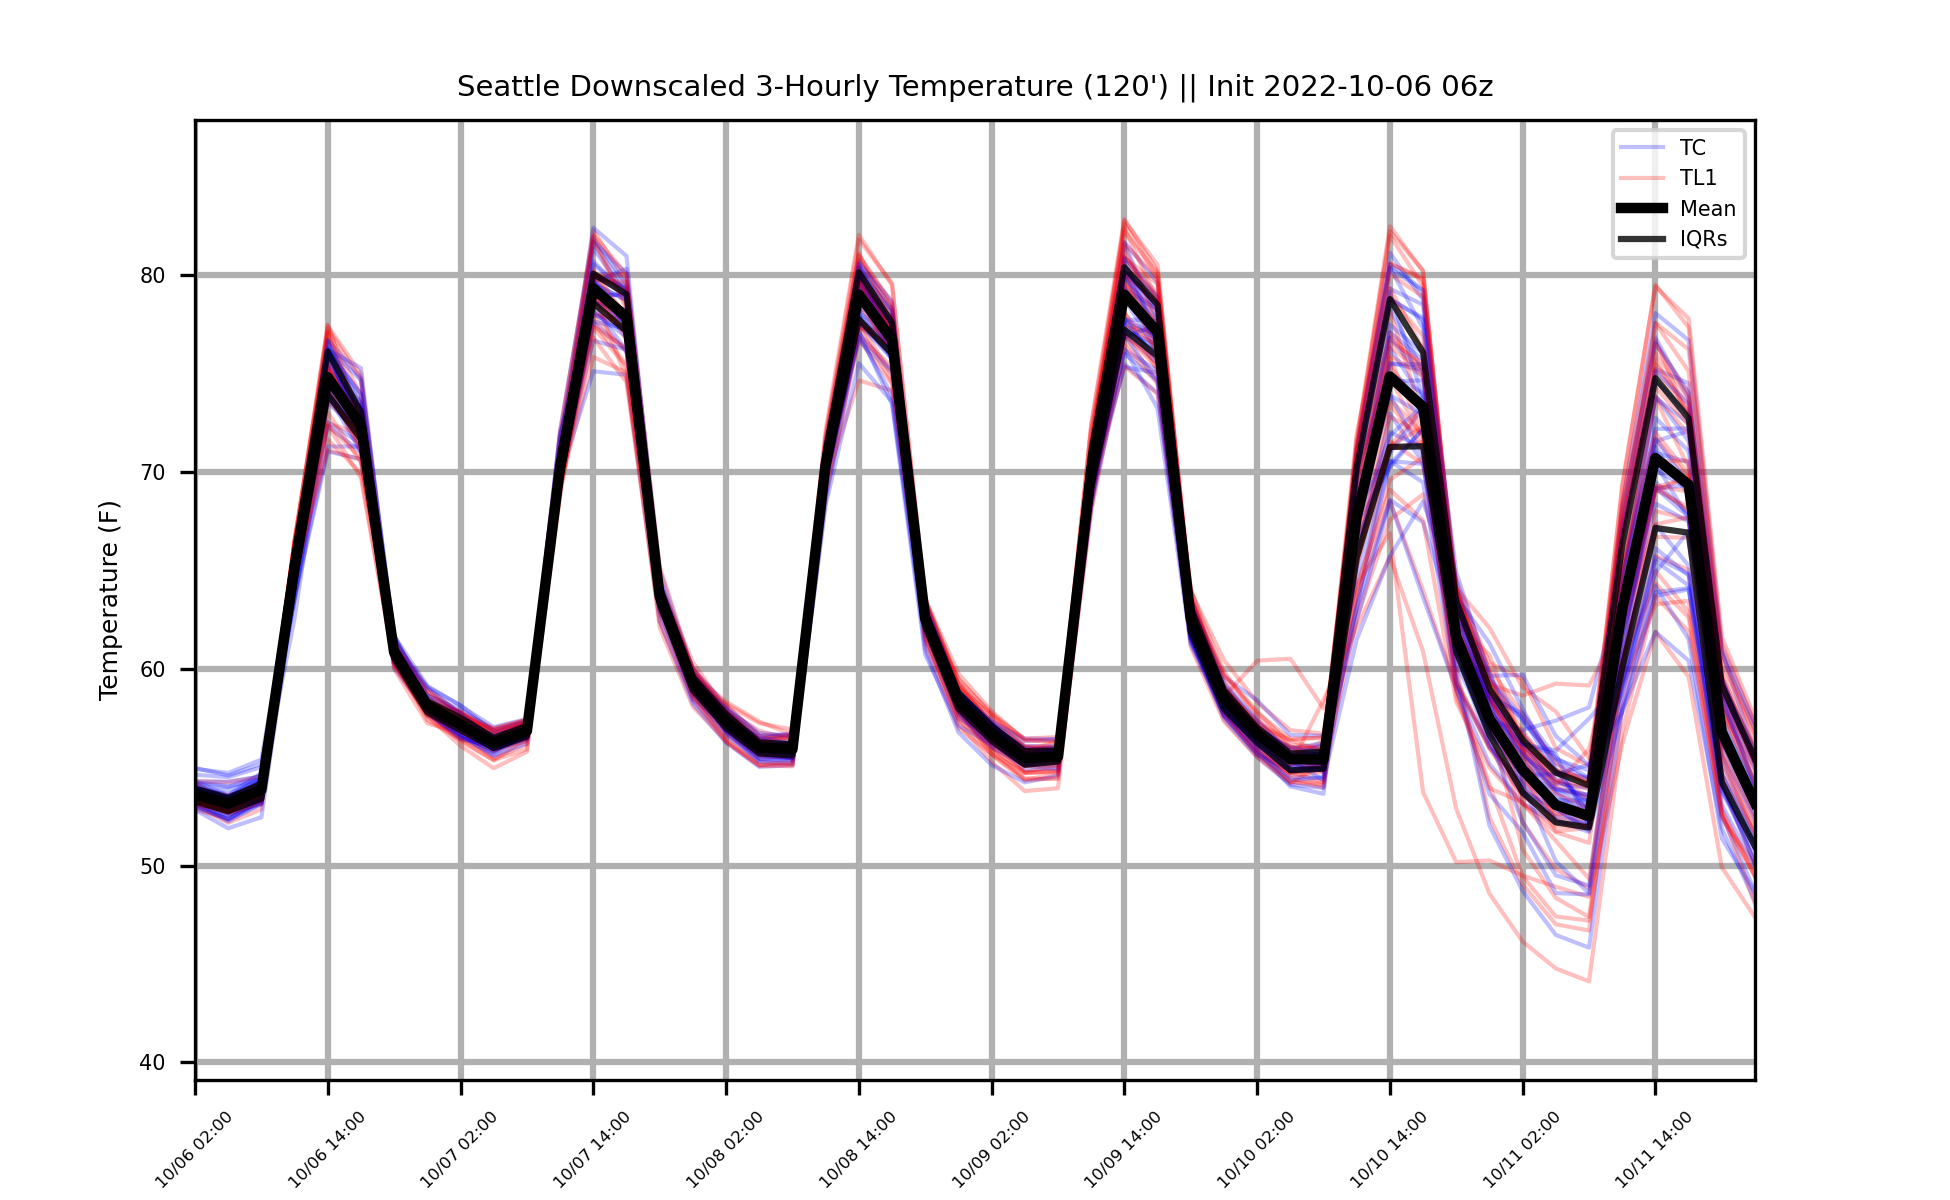 Seattle Downscaled 3-Hourly Temperature (120') || Init 2022-10-06 06z
TC
TL1
Mean
IQRs
Temperature (F)
80
70
60
50
40
10/06 02:00
10/06 14:00
10/07 02:00
10/07 14:00
10/08 02:00
10/08 14:00
10/09 02:00
10/09 14:00
10/10 02:00
10/10 14:00
10/11 02:00
10/11 14:00